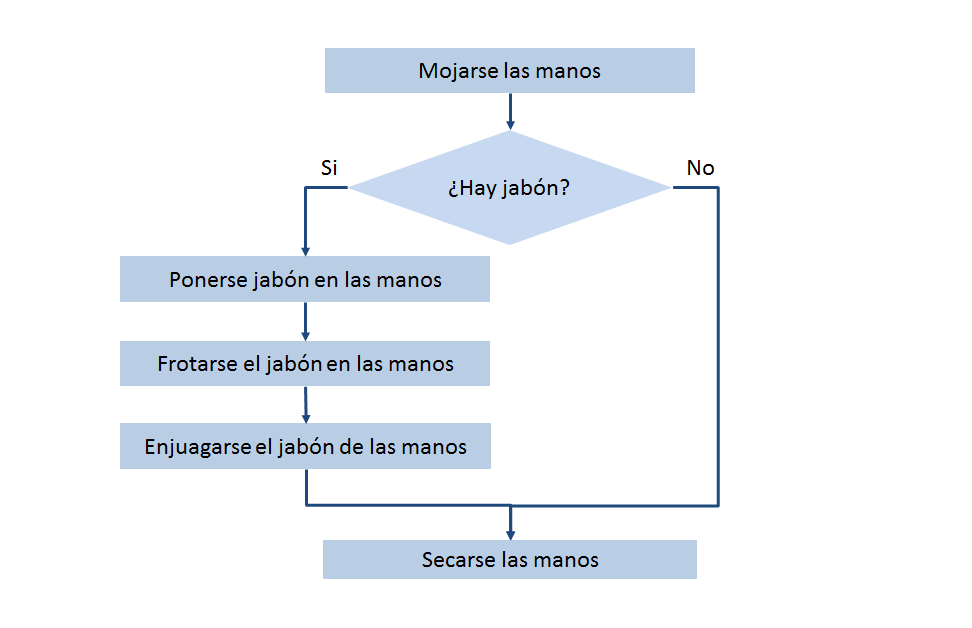 Mojarse las manos
¿Hay jabón?
Si
No
Ponerse jabón en las manos
Frotarse el jabón en las manos
Enjuagarse el jabón de las manos
Secarse las manos